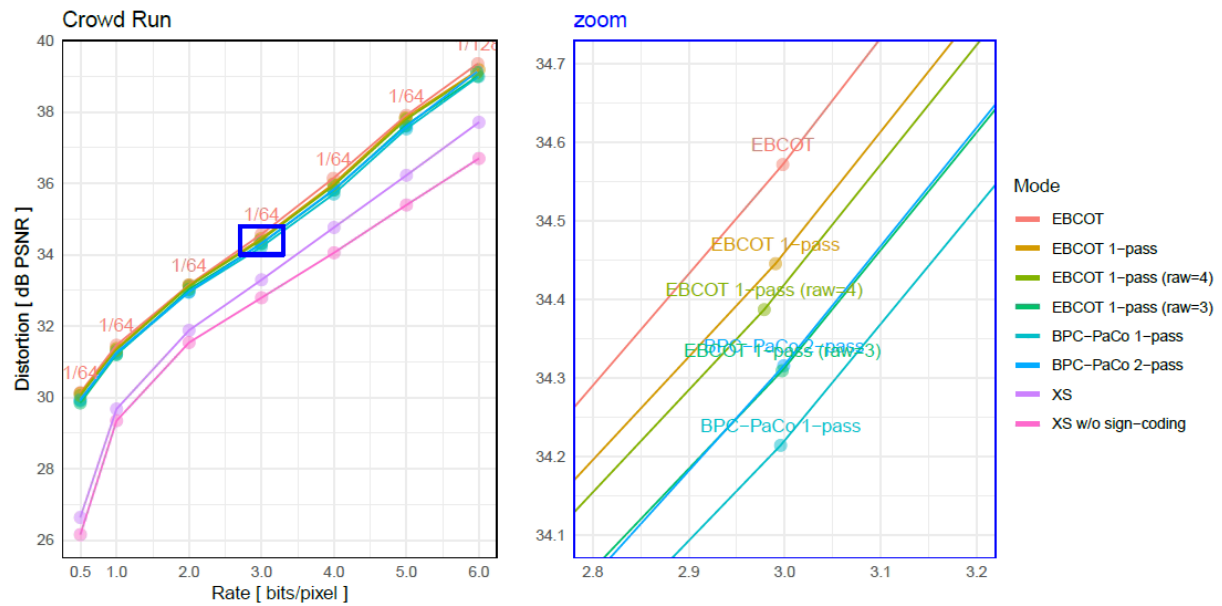 Crowd Run
zoom
Distortion [ dB PSNR ]
40
38
36
34
32
30
28
26
1/64
1/64
1/64
1/64
1/64
1/64
1/128
0.5 1.0 2.0 3.0 4.0 5.0 6.0
Rate [ bits/pixel ]
34.7
34.6
34.5
34.4
34.3
34.2
34.1
EBCOT
EBCOT 1-pass
EBCOT 1-pass (raw=4)
BPC-PaCo 2-pass
EBCOT 1-pass (raw=3)
BPC-PaCo 1-pass
2.8 2.9 3.0 3.1 3.2
Mode
EBCOT
EBCOT 1-pass
EBCOT 1-pass (raw=4)
EBCOT 1-pass (raw=3)
BPC-PaCo 1-pass
BPC-PaCo 2-pass
XS
XS w/o sign-coding